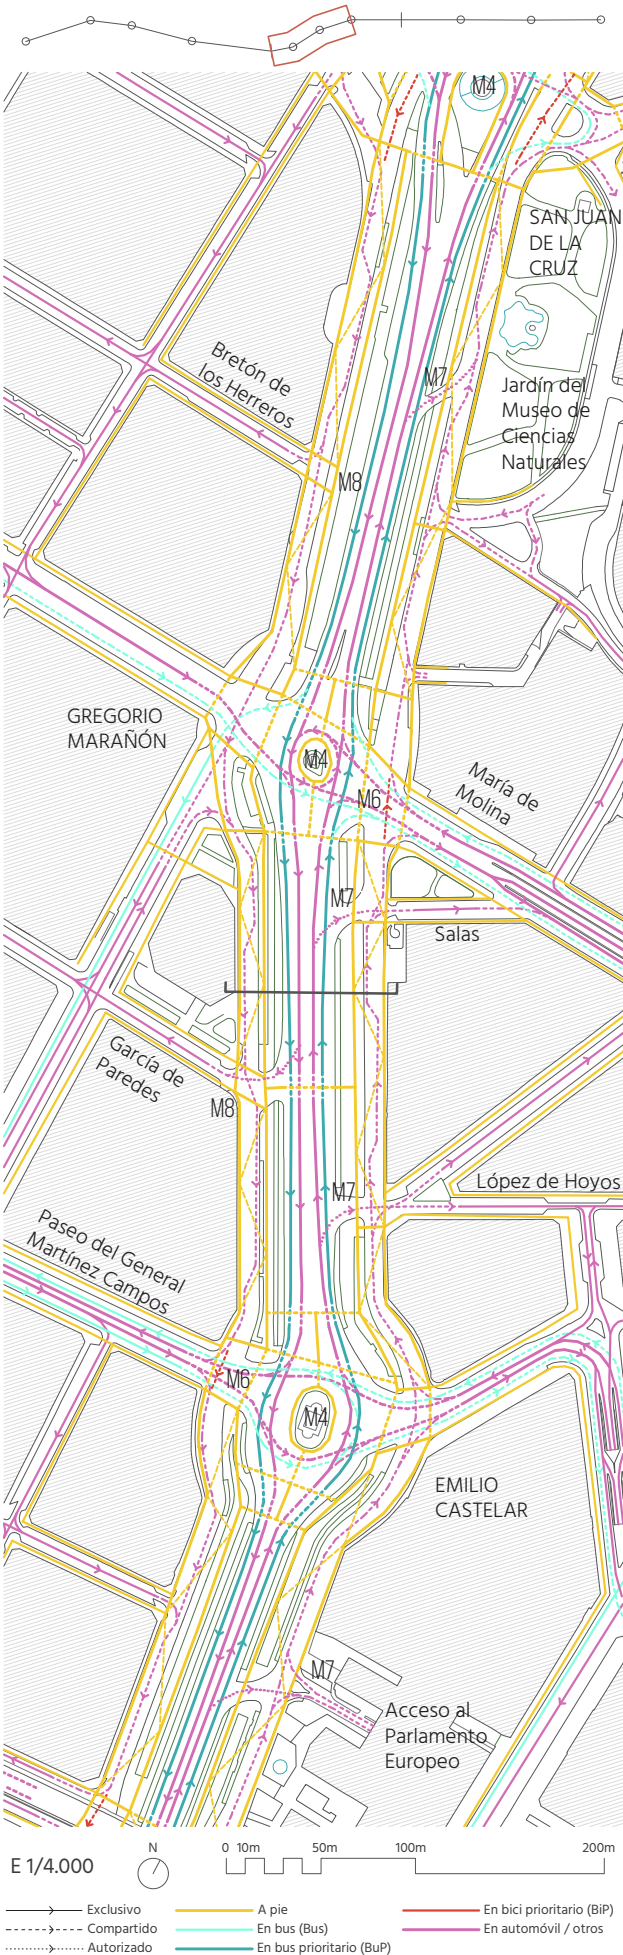 M4
SAN JUAN
DE LA
CRUZ
Bretón de
los Herreros
M7
Jardín del
Museo de
Ciencias
Naturales
M8
GREGORIO
MARAÑÓN
M4
M6
María de
Molina
M7
Salas
García de
Paredes
M8
M7
López de Hoyos
Paseo del General
Martínez Campos
M6
M4
EMILIO
CASTELAR
M7
Acceso al
Parlamento
Europeo
E 1/4.000
N
0 10m 50m 100m 200m
Exclusivo
A pie
En bici prioritario (BiP)
Compartido
En bus (Bus)
En automóvil / otros
Autorizado
En bus prioritario (BuP)